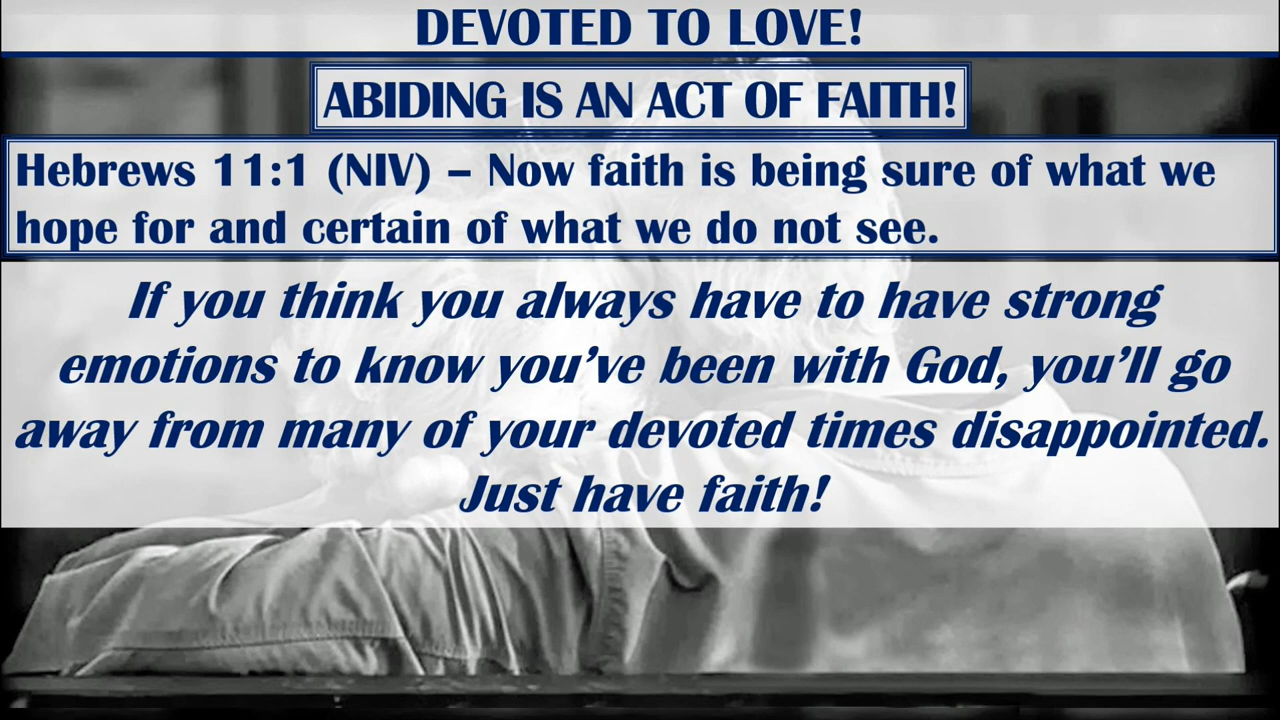 DEVOTED TO LOVE!
ABIDING IS AN ACT OF FAITH!
Hebrews 11:1 (NIV) – Now faith is being sure of what we
hope for and certain of what we do not see.
If you think you always have to have strong
emotions to know you’ve been with God, you’ll go
away from many of your devoted times disappointed.
Just have faith!